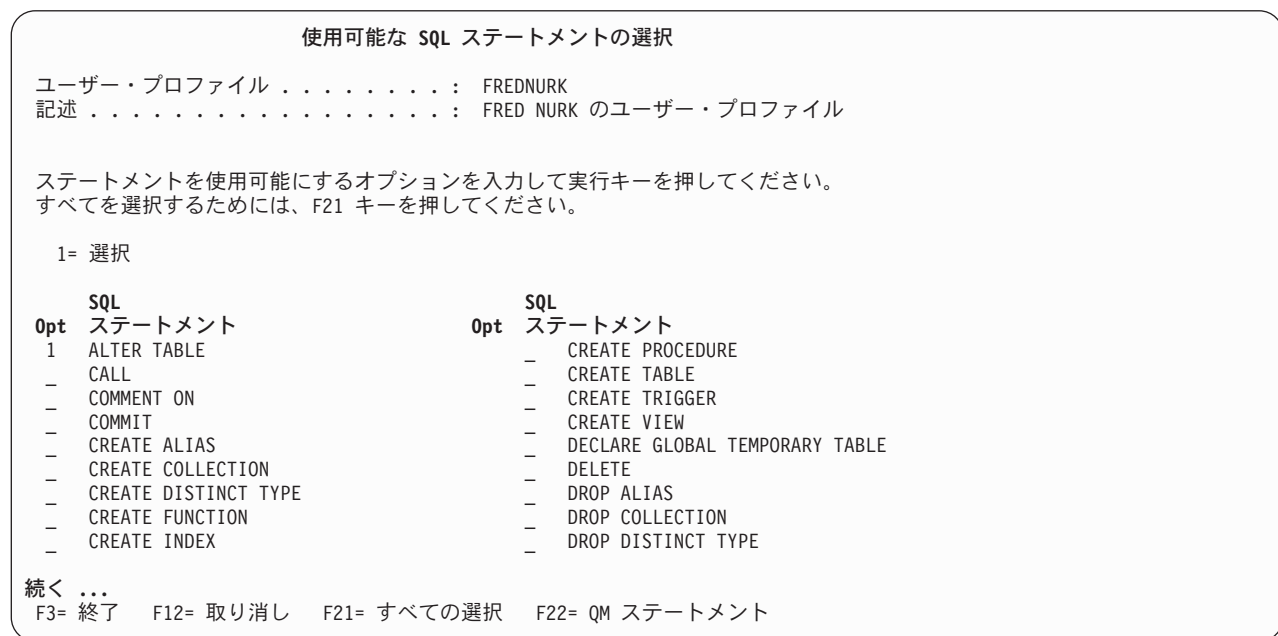 使用可能な SQL ステートメントの選択
ユーザー・プロファイル . . . . . . . . : FREDNURK
記述 . . . . . . . . . . . . . . . . . : FRED NURK のユーザー・プロファイル
ステートメントを使用可能にするオプションを入力して実行キーを押してください。
すべてを選択するためには、F21 キーを押してください。
1= 選択
SQL SQL
Opt ステートメント Opt ステートメント
1 ALTER TABLE _ CREATE PROCEDURE
_ CALL _ CREATE TABLE
_ COMMENT ON _ CREATE TRIGGER
_ COMMIT _ CREATE VIEW
_ CREATE ALIAS _ DECLARE GLOBAL TEMPORARY TABLE
_ CREATE COLLECTION _ DELETE
_ CREATE DISTINCT TYPE _ DROP ALIAS
_ CREATE FUNCTION _ DROP COLLECTION
_ CREATE INDEX _ DROP DISTINCT TYPE
続く ...
F3= 終了 F12= 取り消し F21= すべての選択 F22= QM ステートメント